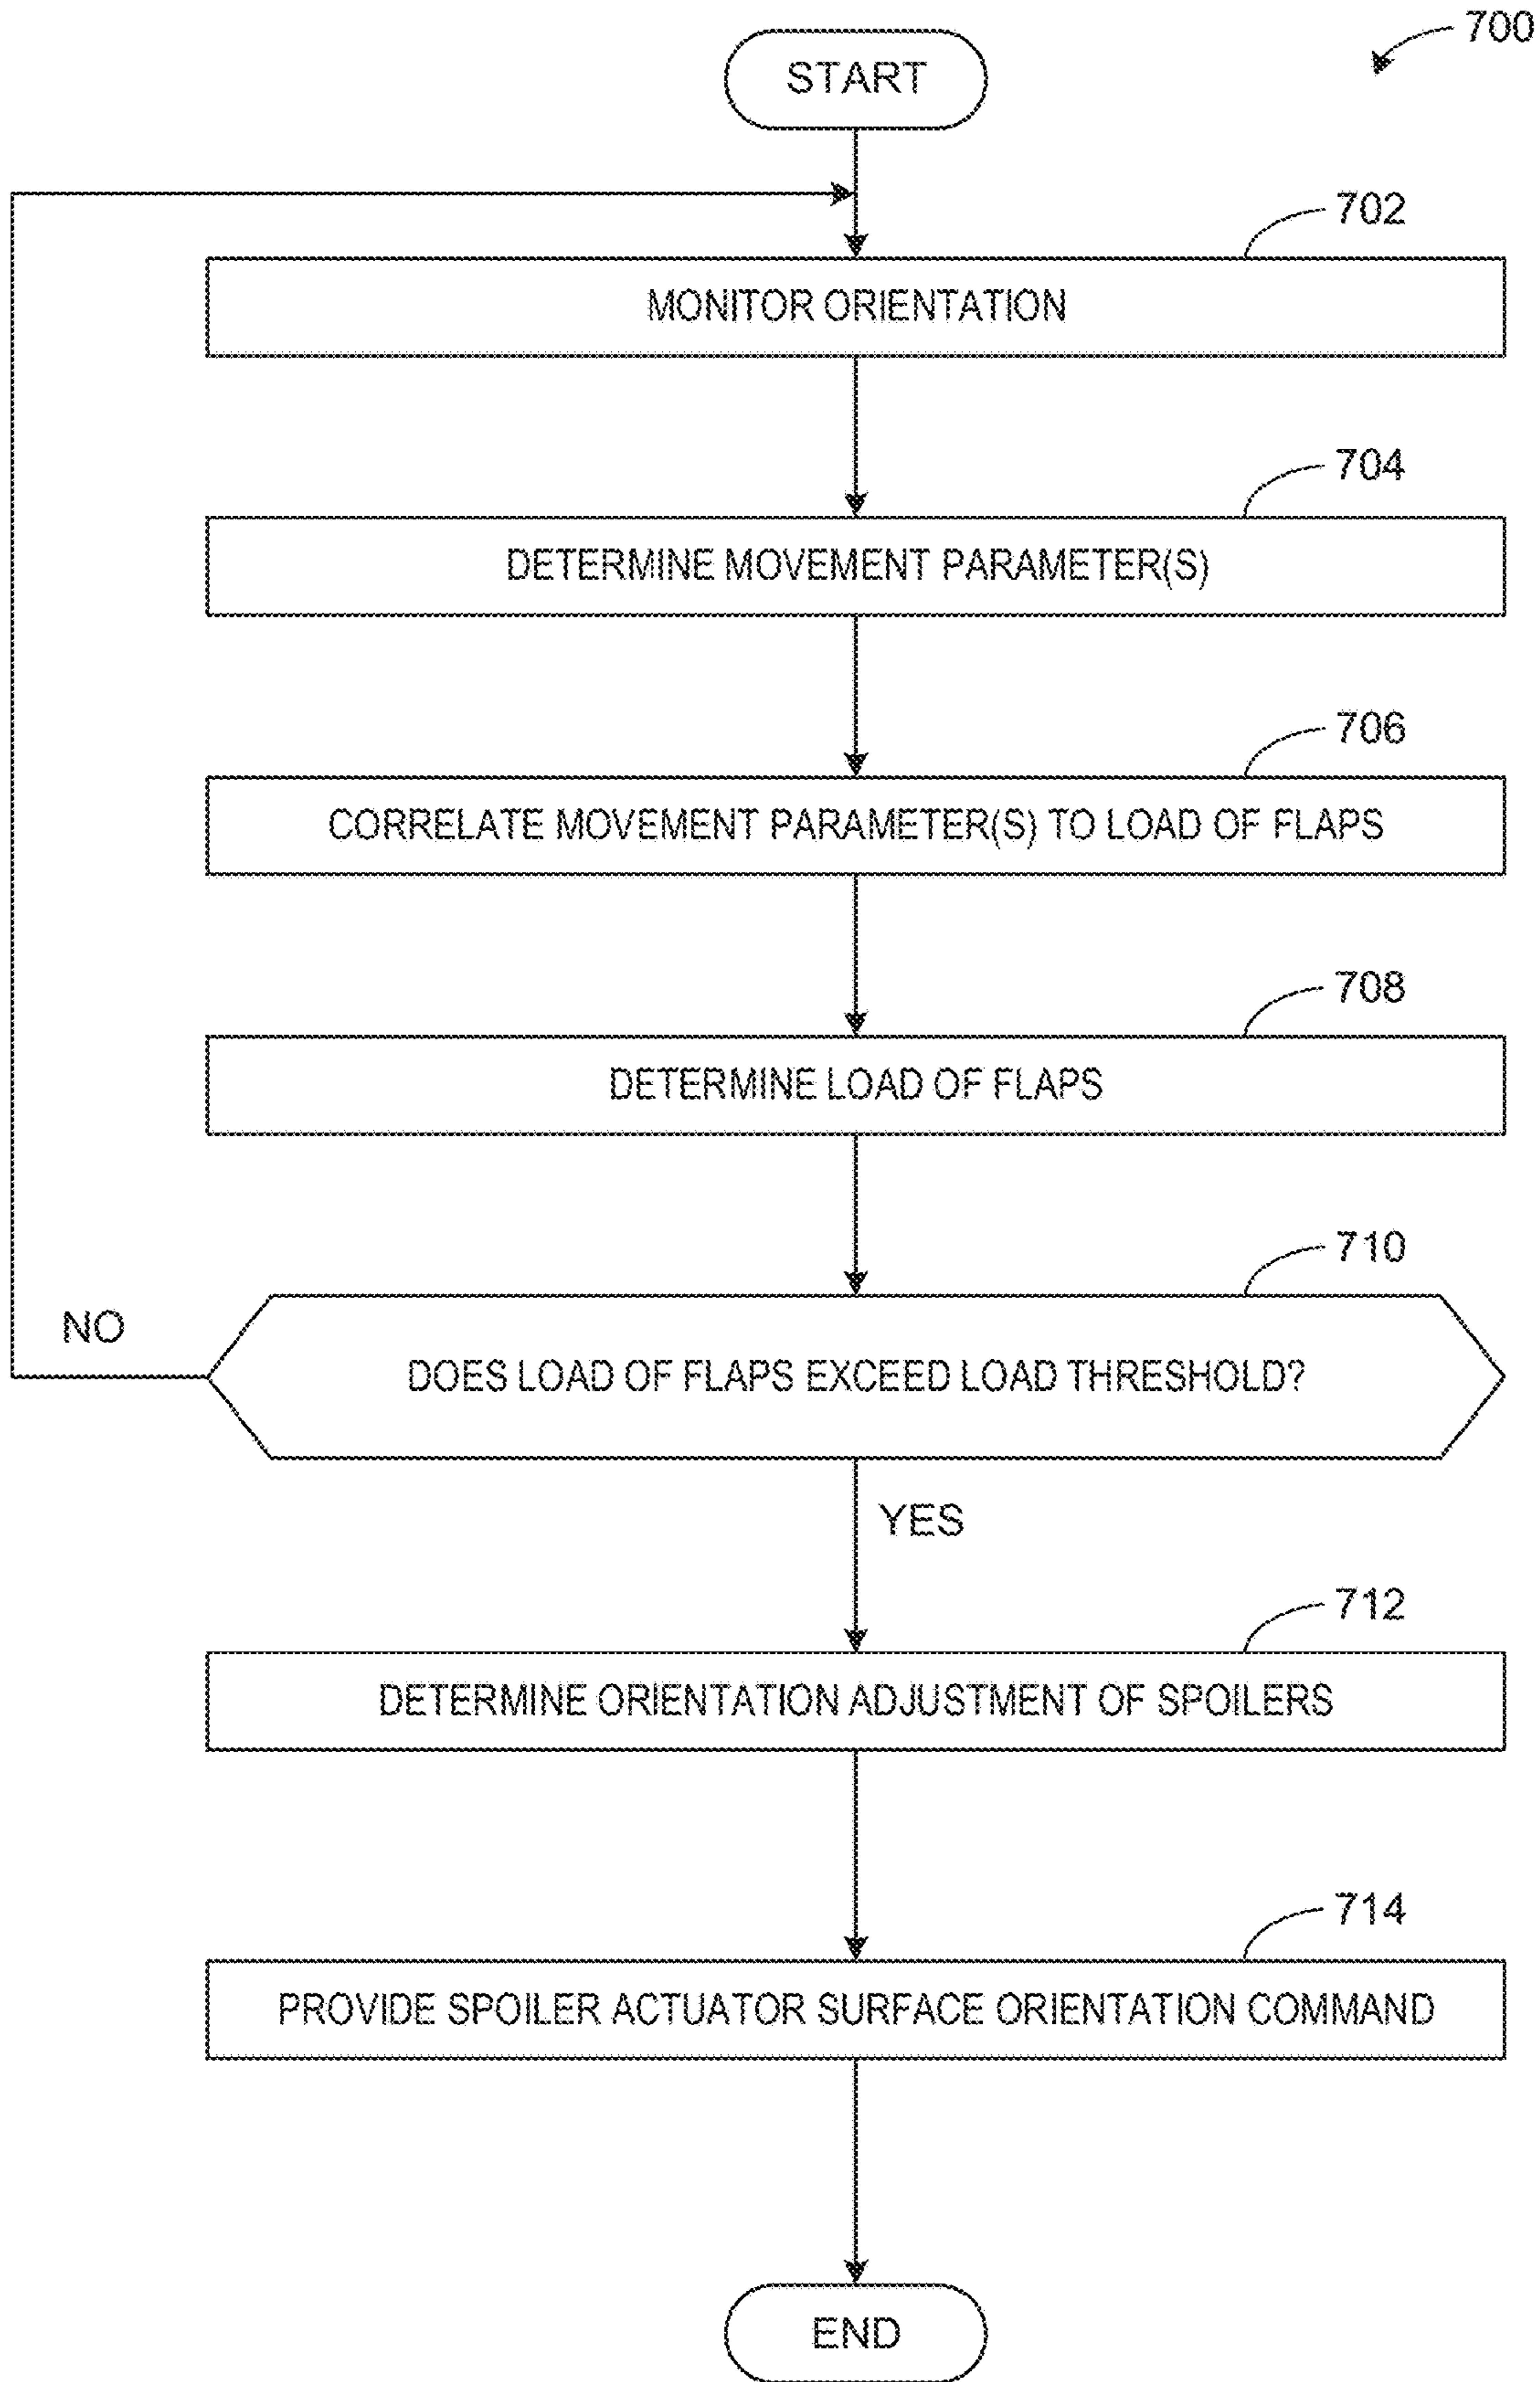 700
START
702
MONITOR ORIENTATION
704
DETERMINE MOVEMENT PARAMETER(S)
706
CORRELATE MOVEMENT PARAMETER(S) TO LOAD OF FLAPS
708
DETERMINE LOAD OF FLAPS
710
NO
DOES LOAD OF FLAPS EXCEED LOAD THRESHOLD?
YES
712
DETERMINE ORIENTATION ADJUSTMENT OF SPOILERS
714
PROVIDE SPOILER ACTUATOR SURFACE ORIENTATION COMMAND
END